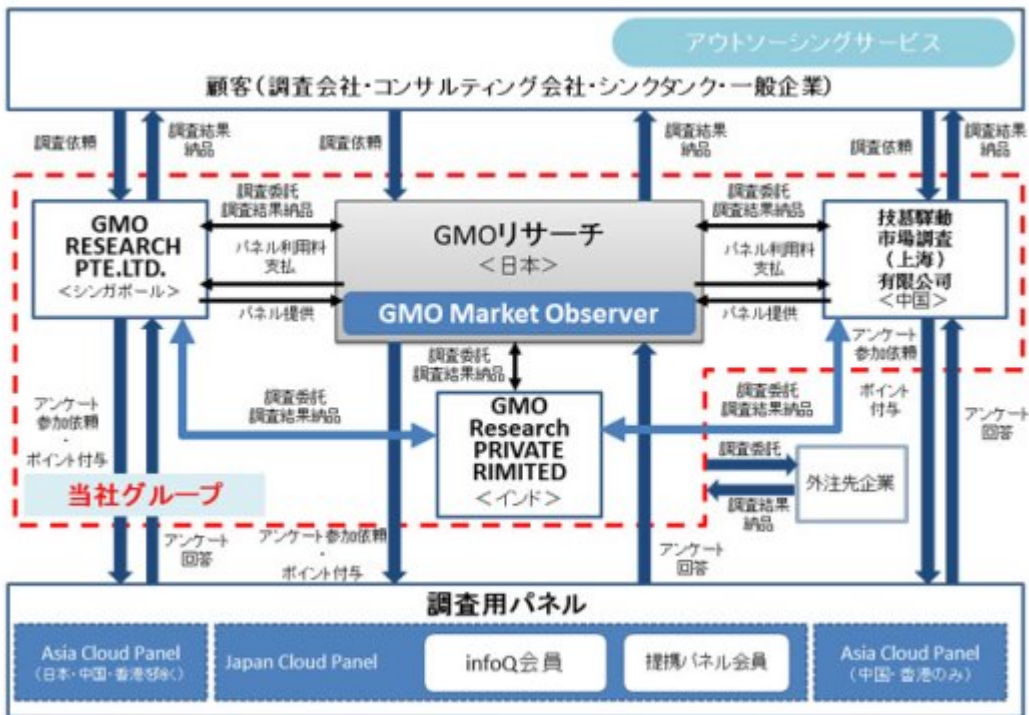 アウトソーシングサービス
顧客(調査会社・コンサルティング会社・シンクタンク・一般企業)
調査依頼
調査結果
納品
調査依頼
調査結果
納品
調査依頼
調査結果
納品
GMO
RESEARCH
PTE.LTD.
<シンガポール>
調査委託
調査結果納品
パネル利用料
支払
パネル提供
GMOリサーチ
<日本>
GMO Market Observer
調査委託
調査結果納品
パネル利用料
支払
パネル提供
技慕驛動
市場調査
(上海)
有限公司
<中国>
調査委託
調査結果納品
GMO
Research
PRIVATE
RIMITED
<インド>
調査委託
調査結果納品
調査委託
調査結果納品
アンケート
参加依頼
・
ポイント付与
アンケート
参加依頼
ポイント
付与
アンケート
回答
調査委託
調査結果
納品
外注先企業
当社グループ
アンケート
回答
アンケート参加依頼
・
ポイント付与
アンケート
回答
調査用パネル
Asia Cloud Panel
(日本・中国・香港を除く)
Japan Cloud Panel
infoQ会員
提携パネル会員
Asia Cloud Panel
(中国・香港のみ)